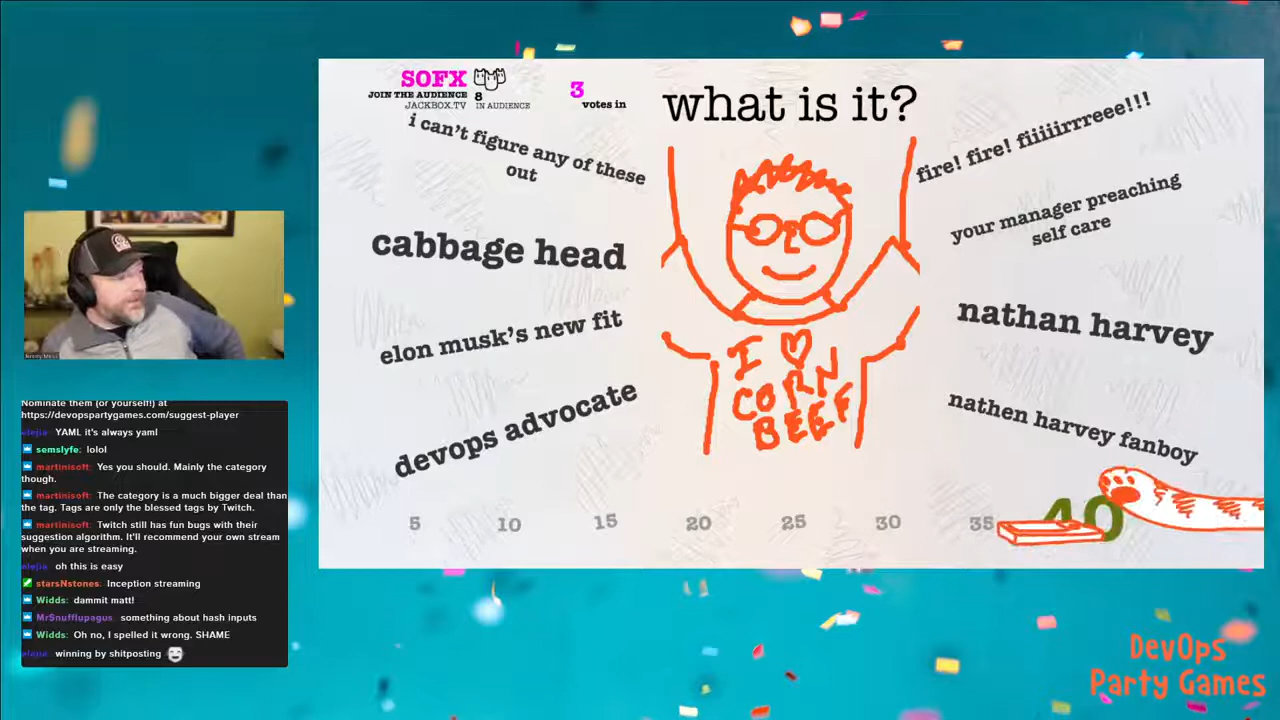 SOFX
JOIN THE AUDIENCE
JACKBOX.TV
8
IN AUDIENCE
3
votes in
what is it?
i can't figure any of these
out
cabbage head
elon musk's new fit
devops advocate
fire! fire! fiiiiirrreee!!!
your manager preaching
self care
nathan harvey
nathen harvey fanboy
I ♡
CORN
BEEF
5 10 15 20 25 30 35 40
Nominate them (or yourself!) at
https://devopspartygames.com/suggest-player
elejia: YAML it's always yaml
semslyfe: lolol
martinisoft: Yes you should. Mainly the category
though.
martinisoft: The category is a much bigger deal than
the tag. Tags are only the blessed tags by Twitch.
martinisoft: Twitch still has fun bugs with their
suggestion algorithm. It'll recommend your own stream
when you are streaming.
elejia: oh this is easy
starsNstones: Inception streaming
Widds: dammit matt!
Mr5nufflupagus: something about hash inputs
Widds: Oh no, I spelled it wrong. SHAME
elejia: winning by shitposting
DevOps
Party Games